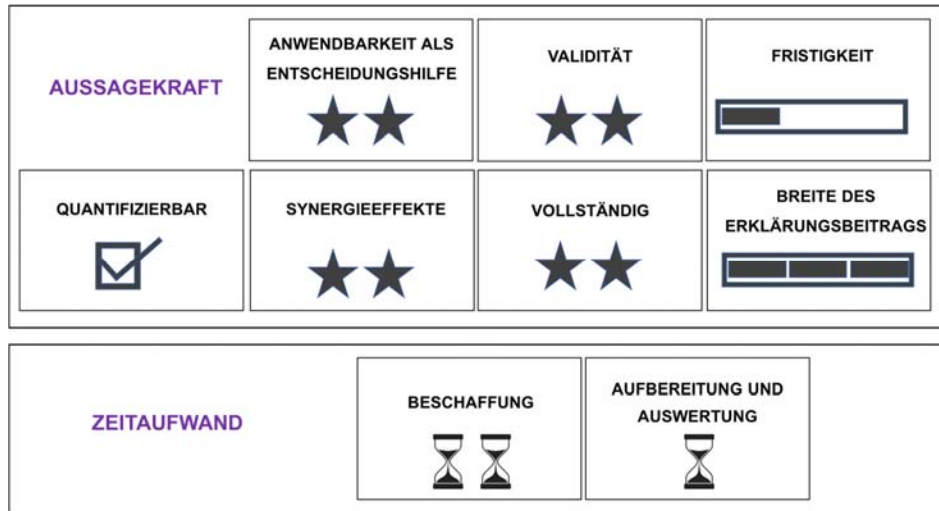 AUSSAGEKRAFT
ANWENDBARKEIT ALS
ENTSCHEIDUNGSHILFE
VALIDITÄT
FRISTIGKEIT
QUANTIFIZIERBAR
SYNERGIEEFFEKTE
VOLLSTÄNDIG
BREITE DES
ERKLÄRUNGSBEITRAGS
ZEITAUFWAND
BESCHAFFUNG
AUFBEREITUNG UND
AUSWERTUNG